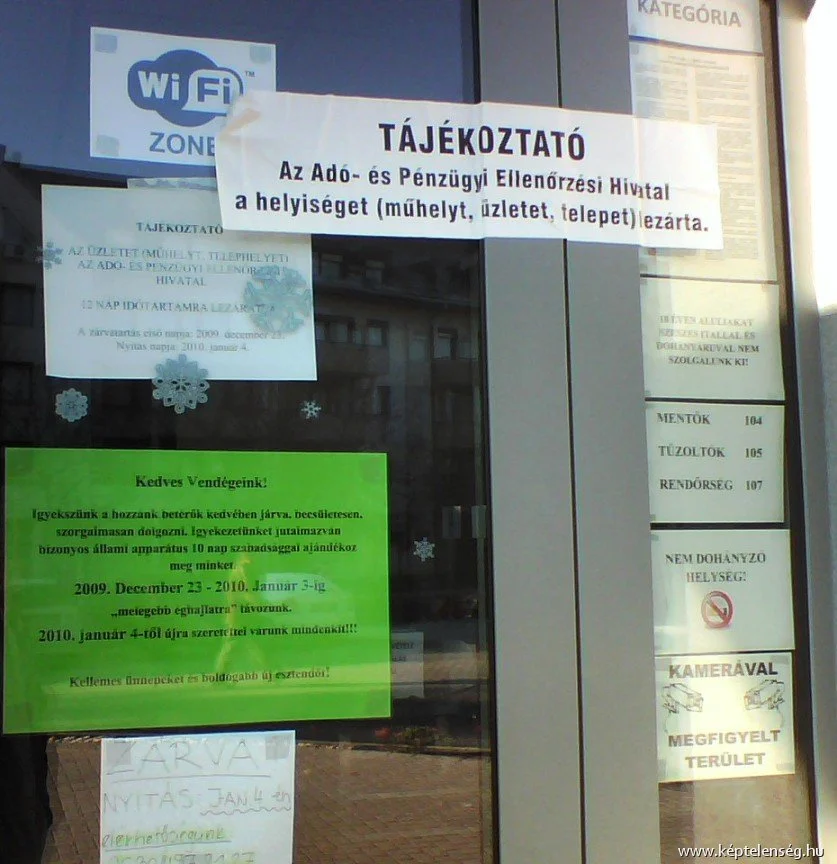 WiFi™
ZONE
TÁJÉKOZTATÓ
Az Adó- és Pénzügyi Ellenőrzési Hivatal
a helyiséget (műhelyt, üzletet, telepet) lezárta.
TÁJÉKOZTATÓ
AZ ÜZLETET (MŰHELYT, TELEPHELYET)
AZ ADÓ- ÉS PÉNZÜGYI
HIVATAL
12 NAP IDŐTARTAMRA
A zárvatartás első napja: 2009. december
Nyitás napja: 2010. január 4.
Kedves Vendégeink!
Igyekszünk a hozzánk betérők kedvében járva, becsületesen,
szorgalmasan dolgozni. Igyekezetünket jutalmazván
bizonyos állami apparátus 10 nap szabadsággal ajándékoz
meg minket.
2009. December 23 - 2010. Január 3-ig
„melegebb éghajlatra" távozunk.
2010. január 4-től újra szeretettel várunk mindenkit!!!
Kellemes ünnepeket és boldogabb új esztendőt!
ZÁRVA
NYITÁS: JAN. 4-én
elérhetőségünk
KATEGÓRIA
18 ÉVEN ALULIAKAT
SZESZES ITALLAL ÉS
DOHÁNYÁRUVAL NEM
SZOLGÁLUNK KI!
MENTŐK 104
TŰZOLTÓK 105
RENDŐRSÉG 107
NEM DOHÁNYZÓ
HELYSÉG!
KAMERÁVAL
MEGFIGYELT
TERÜLET
www.képtelenség.hu